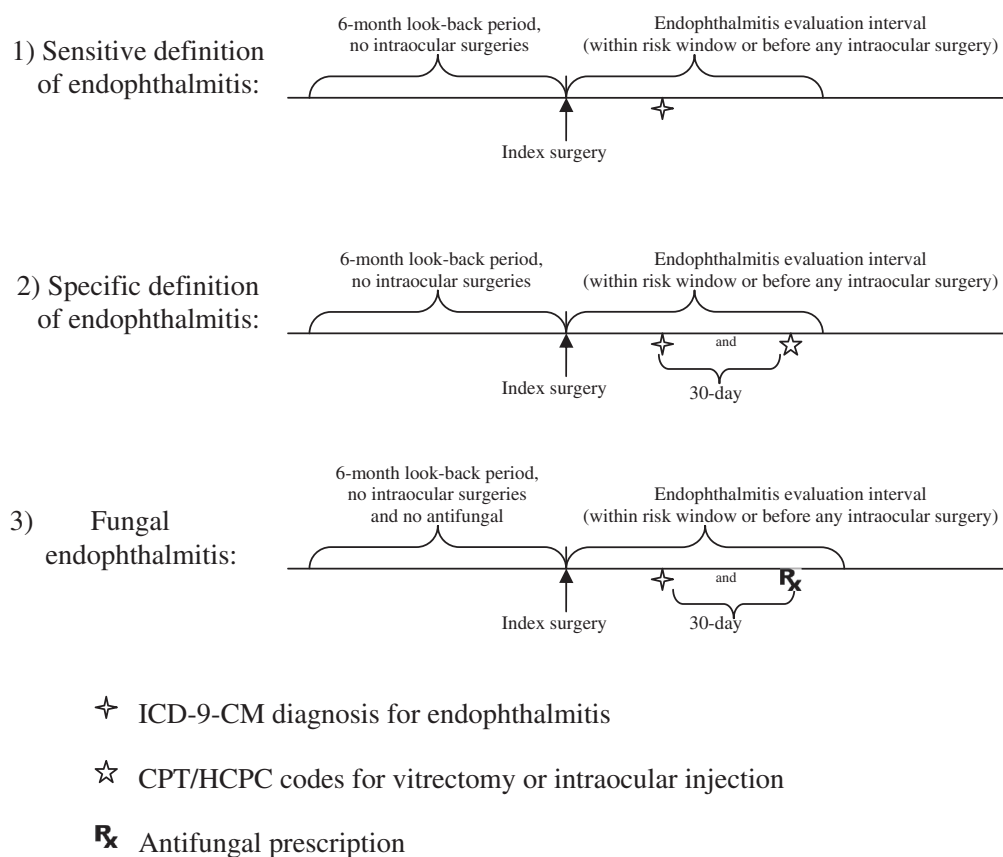 1) Sensitive definition
of endophthalmitis:
6-month look-back period,
no intraocular surgeries
Endophthalmitis evaluation interval
(within risk window or before any intraocular surgery)
Index surgery
2) Specific definition
of endophthalmitis:
6-month look-back period,
no intraocular surgeries
Endophthalmitis evaluation interval
(within risk window or before any intraocular surgery)
and
Index surgery
30-day
3) Fungal
endophthalmitis:
6-month look-back period,
no intraocular surgeries
and no antifungal
Endophthalmitis evaluation interval
(within risk window or before any intraocular surgery)
and
Rx
Index surgery
30-day
ICD-9-CM diagnosis for endophthalmitis
CPT/HCPC codes for vitrectomy or intraocular injection
Rx Antifungal prescription